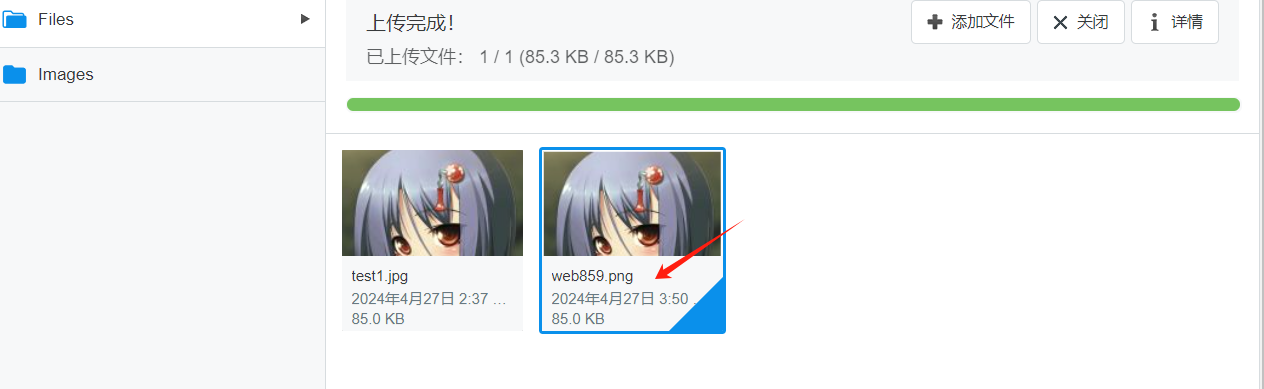 Files
Images
上传完成！
已上传文件： 1 / 1 (85.3 KB / 85.3 KB)
添加文件
关闭
详情
test1.jpg
2024年4月27日 2:37 ...
85.0 KB
web859.png
2024年4月27日 3:50 ..
85.0 KB